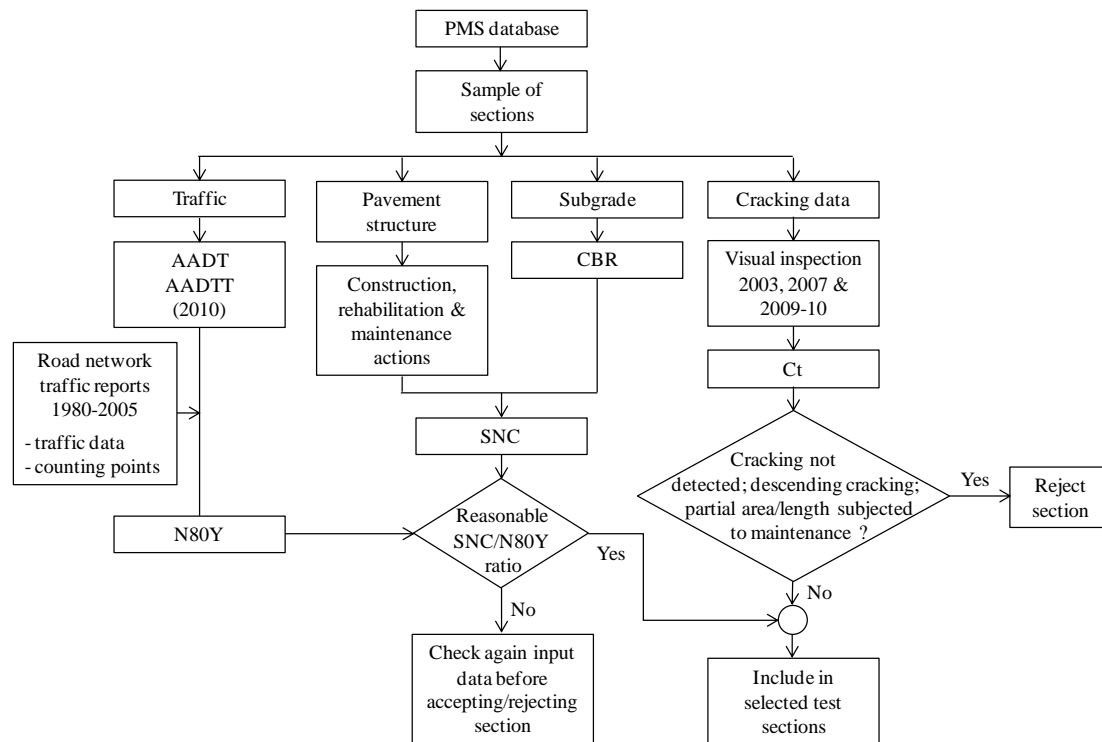 PMS database
Sample of
sections
Traffic
Pavement
structure
Subgrade
Cracking data
AADT
AADTT
(2010)
Construction,
rehabilitation &
maintenance
actions
CBR
Visual inspection
2003, 2007 &
2009-10
Road network
traffic reports
1980-2005
- traffic data
- counting points
Ct
SNC
Cracking not
detected; descending cracking;
partial area/length subjected
to maintenance ?
Yes
Reject
section
N80Y
Reasonable
SNC/N80Y
ratio
Yes
No
No
Check again input
data before
accepting/rejecting
section
Include in
selected test
sections